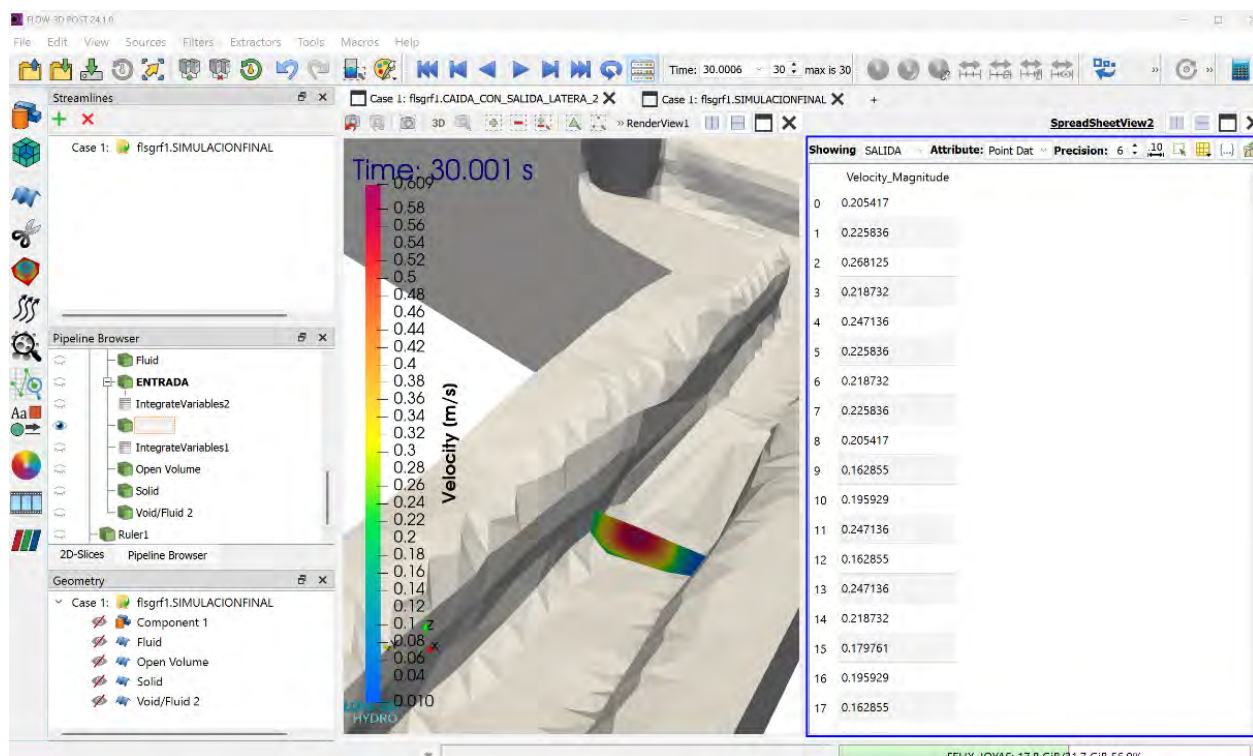 FLOW-3D POST 24.1.0
File Edit View Sources Filters Extractors Tools Macros Help
Time: 30.0006 30 max is 30
Streamlines
Case 1: flsgrf1.SIMULACIONFINAL
Pipeline Browser
Fluid
ENTRADA
IntegrateVariables2
IntegrateVariables1
Open Volume
Solid
Void/Fluid 2
Ruler1
2D-Slices Pipeline Browser
Geometry
Case 1: flsgrf1.SIMULACIONFINAL
Component 1
Fluid
Open Volume
Solid
Void/Fluid 2
Case 1: flsgrf1.CAIDA_CON_SALIDA_LATERA_2 Case 1: flsgrf1.SIMULACIONFINAL +
3D » RenderView1
Time: 30.001 s
0.609
0.58
0.56
0.54
0.52
0.5
0.48
0.46
0.44
0.42
0.4
0.38
0.36
0.34
0.32
0.3
0.28
0.26
0.24
0.22
0.2
0.18
0.16
0.14
0.12
0.1
0.08
0.06
0.04
0.010
Velocity (m/s)
Z
X
HYDRO
SpreadSheetView2
Showing SALIDA Attribute: Point Dat Precision: 6
Velocity_Magnitude
0 0.205417
1 0.225836
2 0.268125
3 0.218732
4 0.247136
5 0.225836
6 0.218732
7 0.225836
8 0.205417
9 0.162855
10 0.195929
11 0.247136
12 0.162855
13 0.247136
14 0.218732
15 0.179761
16 0.195929
17 0.162855